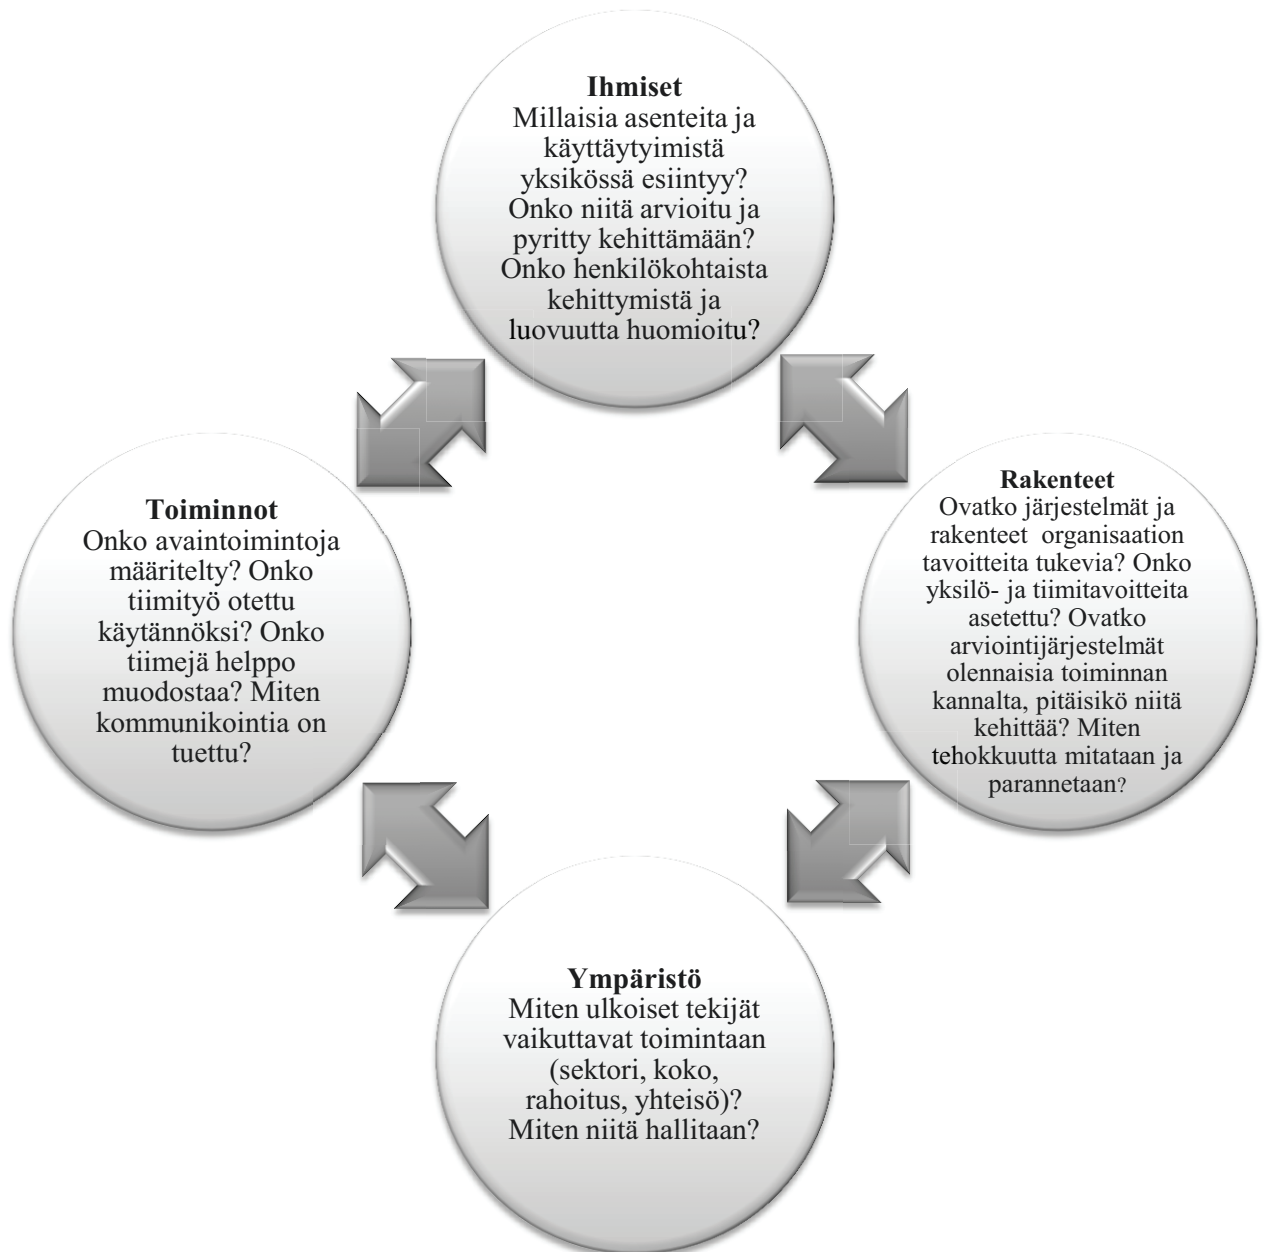 Ihmiset
Millaisia asenteita ja
käyttäytyimistä
yksikössä esiintyy?
Onko niitä arvioitu ja
pyritty kehittämään?
Onko henkilökohtaista
kehittymistä ja
luovuutta huomioitu?
Toiminnot
Onko avaintoimintoja
määritelty? Onko
tiimityö otettu
käytännöksi? Onko
tiimejä helppo
muodostaa? Miten
kommunikointia on
tuettu?
Rakenteet
Ovatko järjestelmät ja
rakenteet organisaation
tavoitteita tukevia? Onko
yksilö- ja tiimitavoitteita
asetettu? Ovatko
arviointijärjestelmät
olennaisia toiminnan
kannalta, pitäisikö niitä
kehittää? Miten
tehokkuutta mitataan ja
parannetaan?
Ympäristö
Miten ulkoiset tekijät
vaikuttavat toimintaan
(sektori, koko,
rahoitus, yhteisö)?
Miten niitä hallitaan?